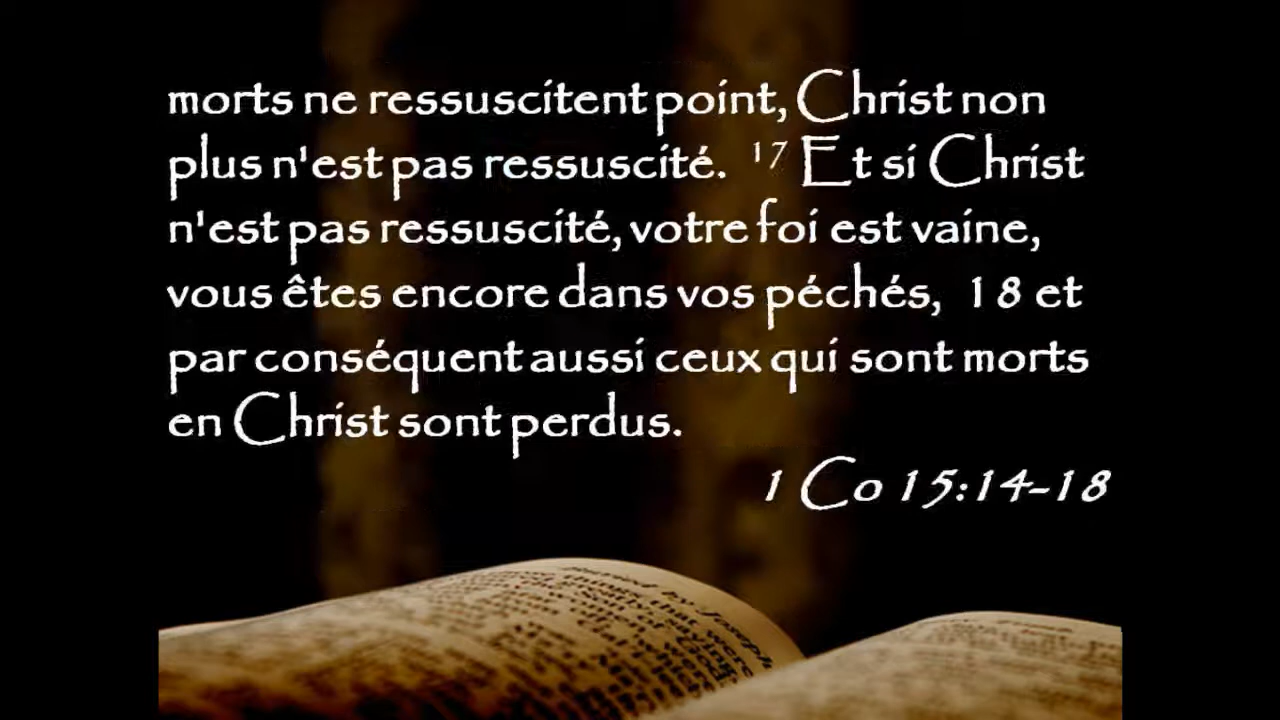 morts ne ressuscitent point, Christ non
plus n'est pas ressuscité. 17 Et si Christ
n'est pas ressuscité, votre foi est vaine,
vous êtes encore dans vos péchés, 18 et
par conséquent aussi ceux qui sont morts
en Christ sont perdus.
1 Co 15:14-18